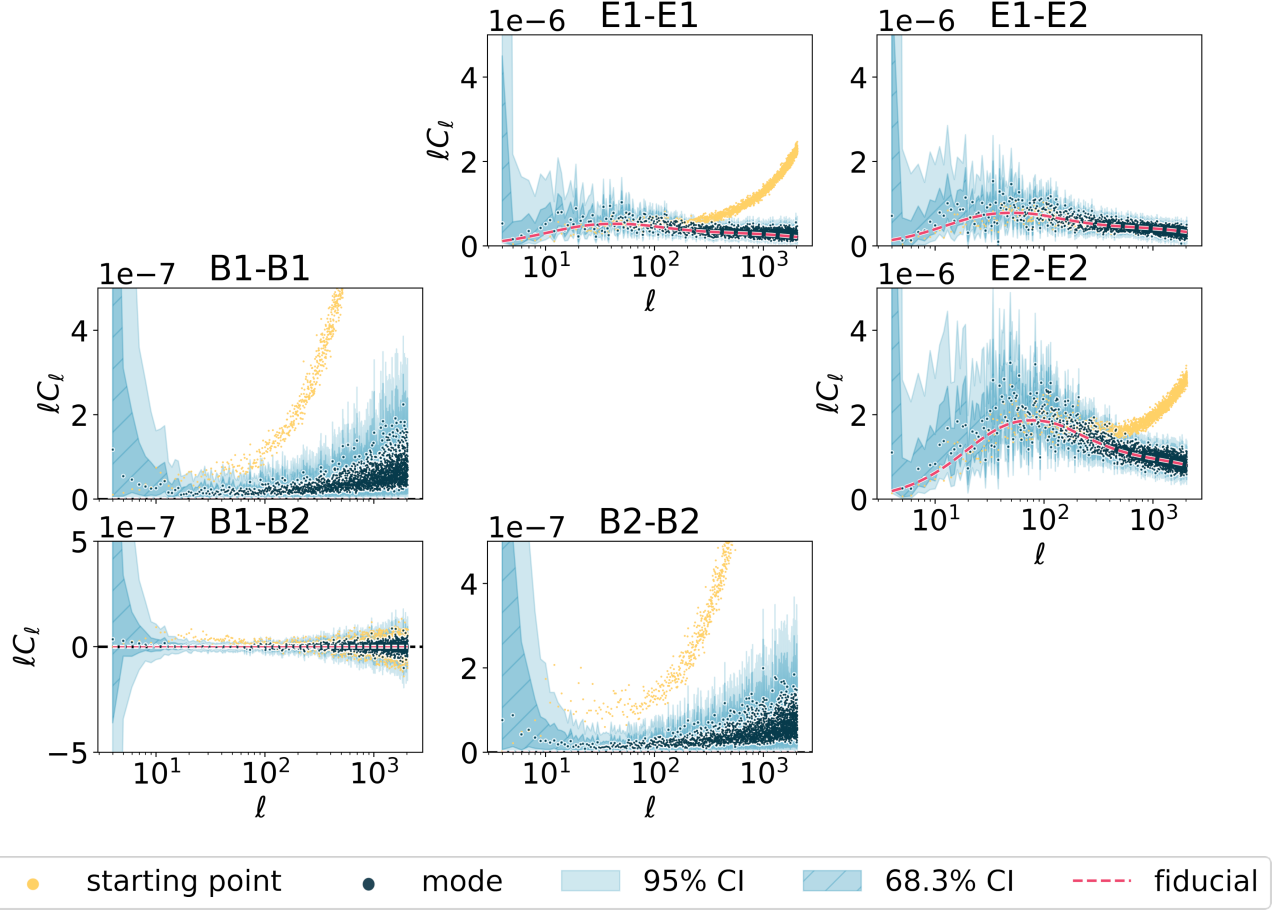 1e−6 E1-E1
1e−6 E1-E2
4
2
0
ℓCℓ
10¹ 10² 10³
ℓ
4
2
0
1e−7 B1-B1
4
2
0
ℓCℓ
1e−6 E2-E2
4
2
0
ℓCℓ
10¹ 10² 10³
ℓ
1e−7 B1-B2
5
0
−5
ℓCℓ
10¹ 10² 10³
ℓ
1e−7 B2-B2
4
2
0
10¹ 10² 10³
ℓ
starting point mode 95% CI 68.3% CI fiducial